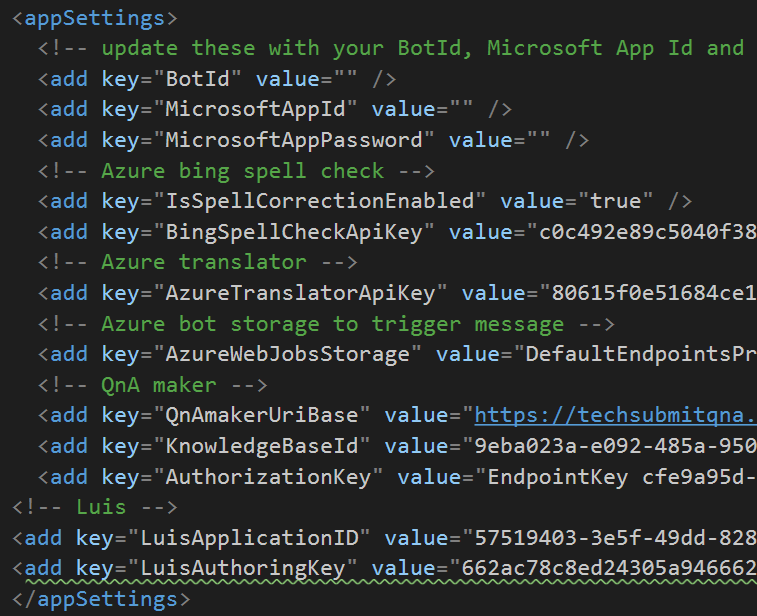 <appSettings>
<!-- update these with your BotId, Microsoft App Id and
<add key="BotId" value="" />
<add key="MicrosoftAppId" value="" />
<add key="MicrosoftAppPassword" value="" />
<!-- Azure bing spell check -->
<add key="IsSpellCorrectionEnabled" value="true" />
<add key="BingSpellCheckApiKey" value="c0c492e89c5040f38
<!-- Azure translator -->
<add key="AzureTranslatorApiKey" value="80615f0e51684ce1
<!-- Azure bot storage to trigger message -->
<add key="AzureWebJobsStorage" value="DefaultEndpointsPr
<!-- QnA maker -->
<add key="QnAmakerUriBase" value="https://techsubmitqna.
<add key="KnowledgeBaseId" value="9eba023a-e092-485a-950
<add key="AuthorizationKey" value="EndpointKey cfe9a95d-
<!-- Luis -->
<add key="LuisApplicationID" value="57519403-3e5f-49dd-828
<add key="LuisAuthoringKey" value="662ac78c8ed24305a946662
</appSettings>